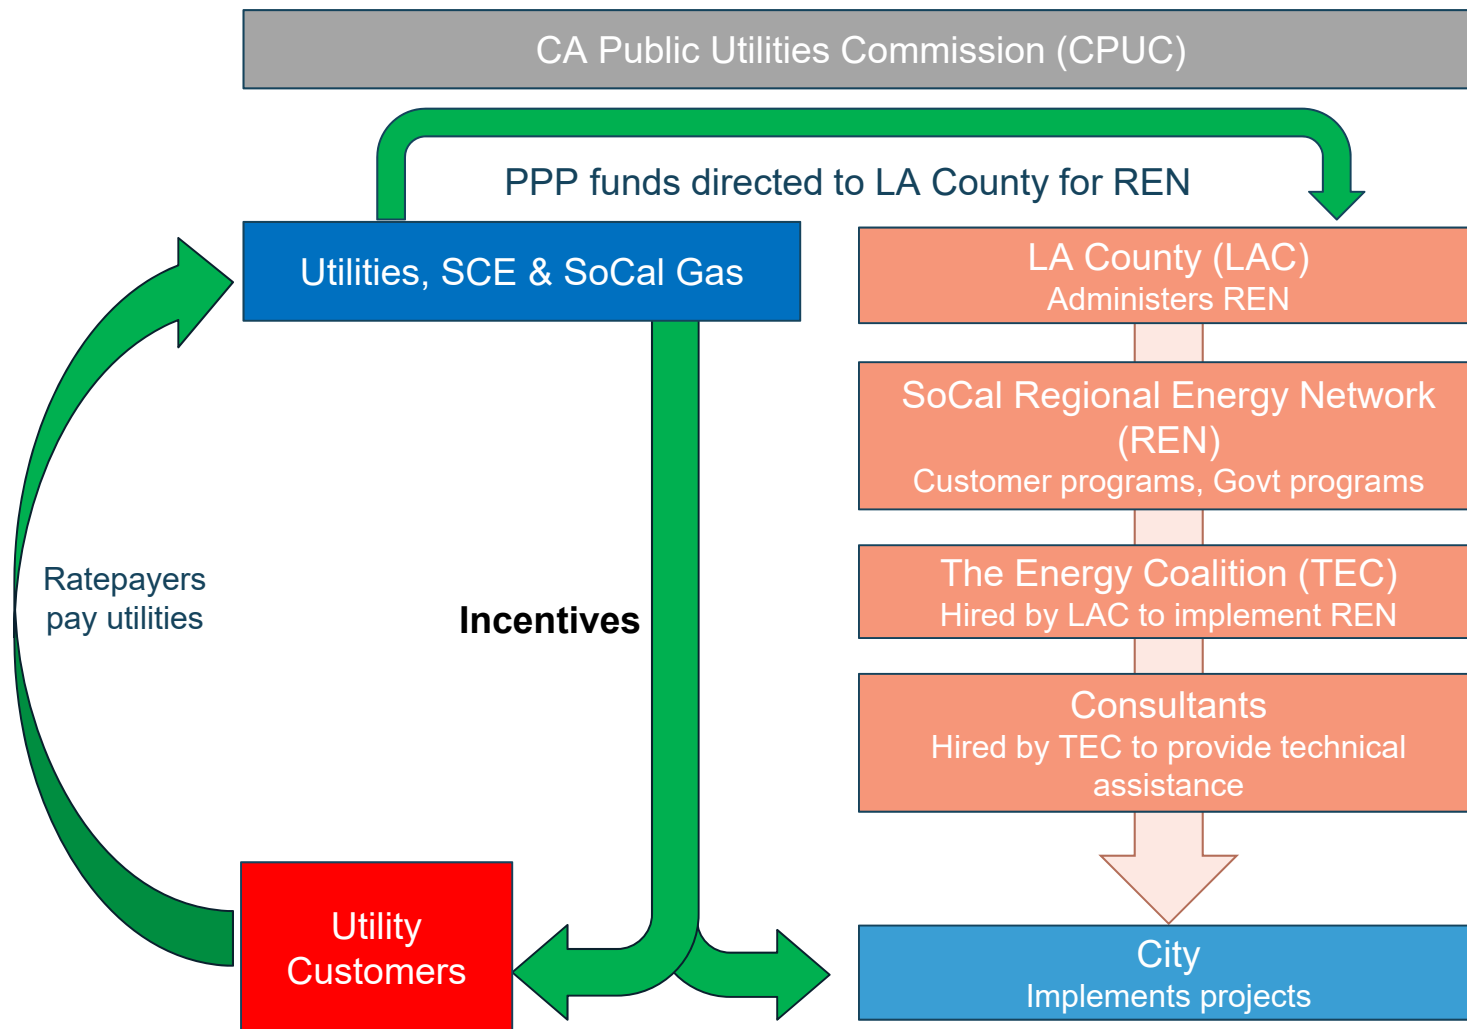 CA Public Utilities Commission (CPUC)
PPP funds directed to LA County for REN
Utilities, SCE & SoCal Gas
LA County (LAC)
Administers REN
SoCal Regional Energy Network
(REN)
Customer programs, Govt programs
The Energy Coalition (TEC)
Hired by LAC to implement REN
Ratepayers
pay utilities
Incentives
Consultants
Hired by TEC to provide technical
assistance
Utility
Customers
City
Implements projects